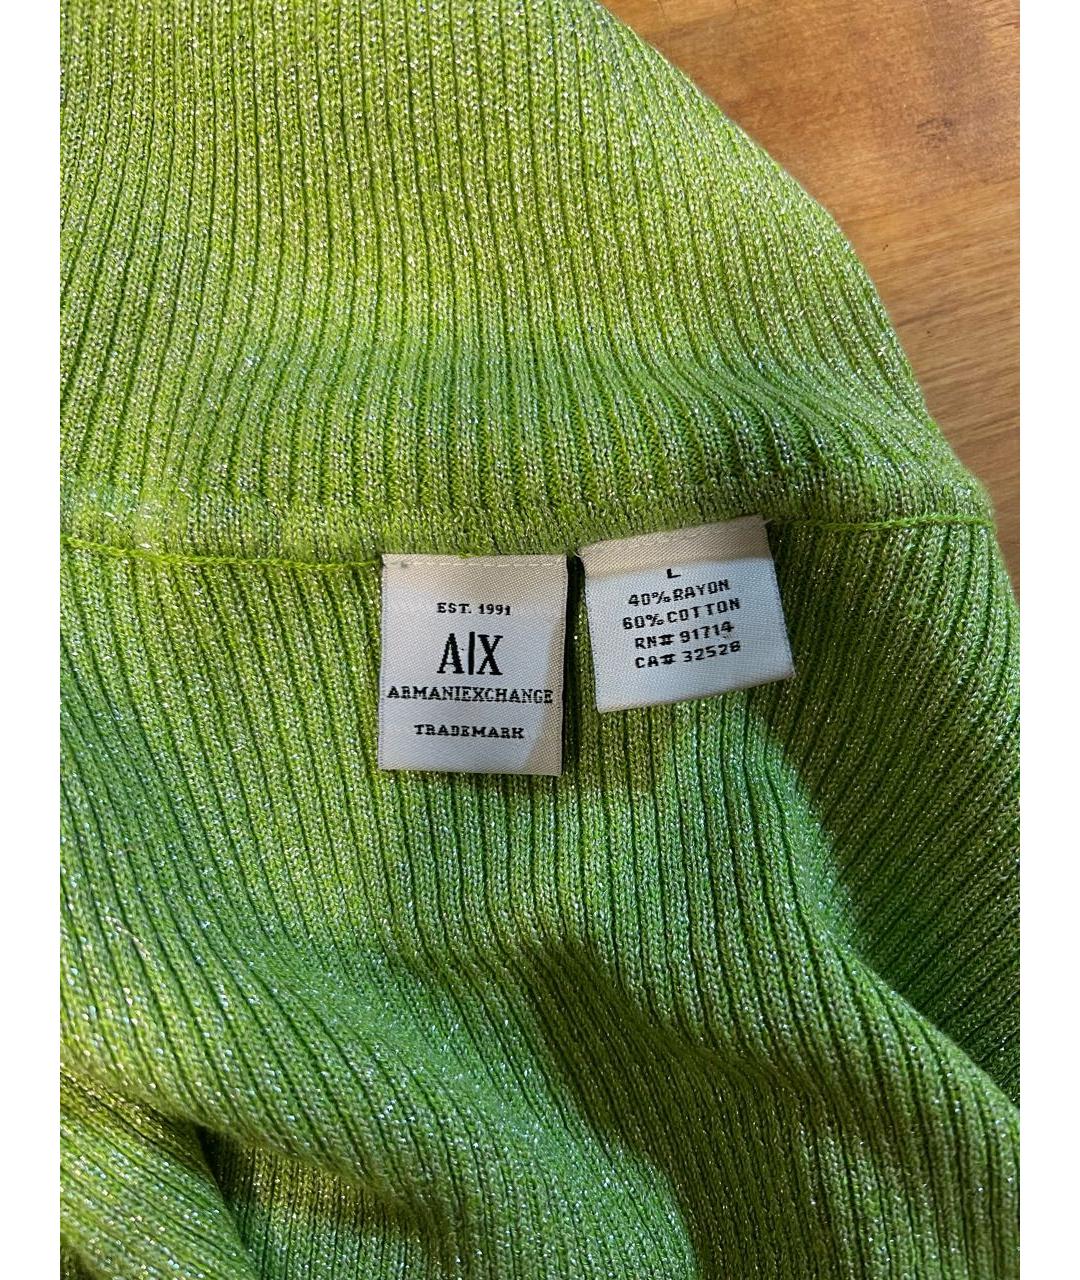 EST. 1991
A|X
ARMANIEXCHANGE
TRADEMARK
L
40% RAYON
60% COTTON
RN# 91714
CA# 32528